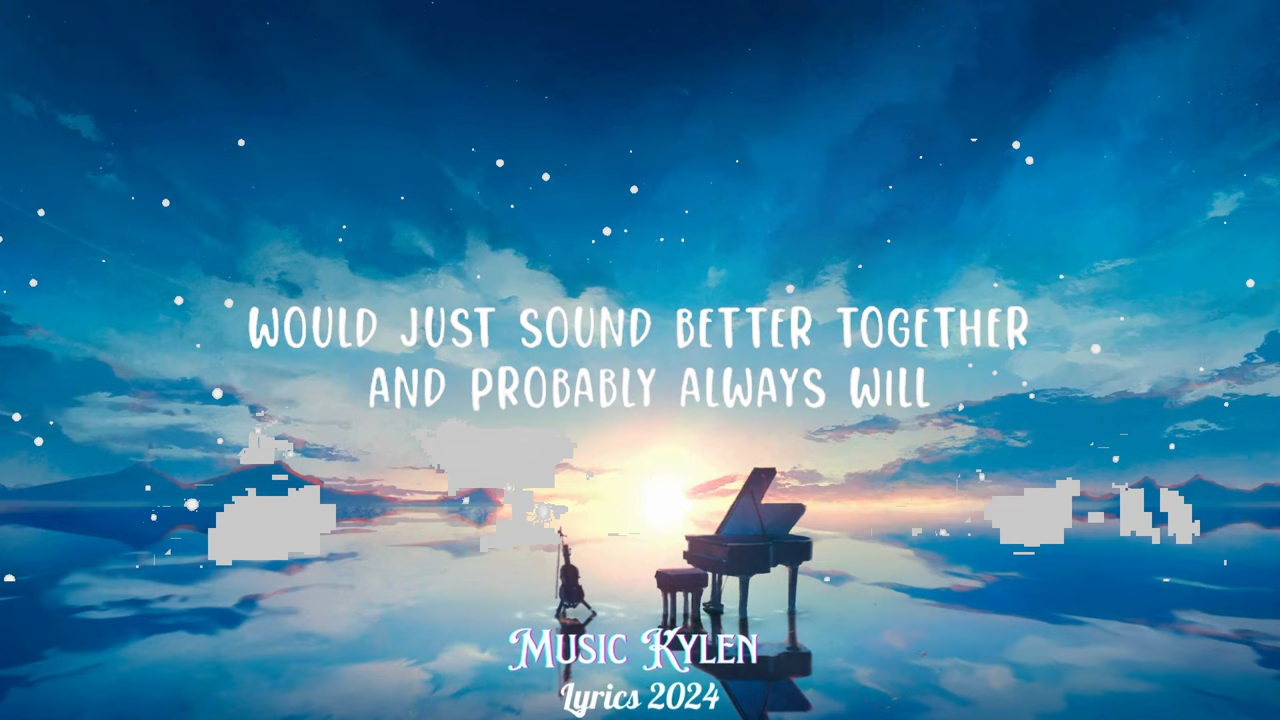 WOULD JUST SOUND BETTER TOGETHER
AND PROBABLY ALWAYS WILL
MUSIC KYLEN
Lyrics 2024